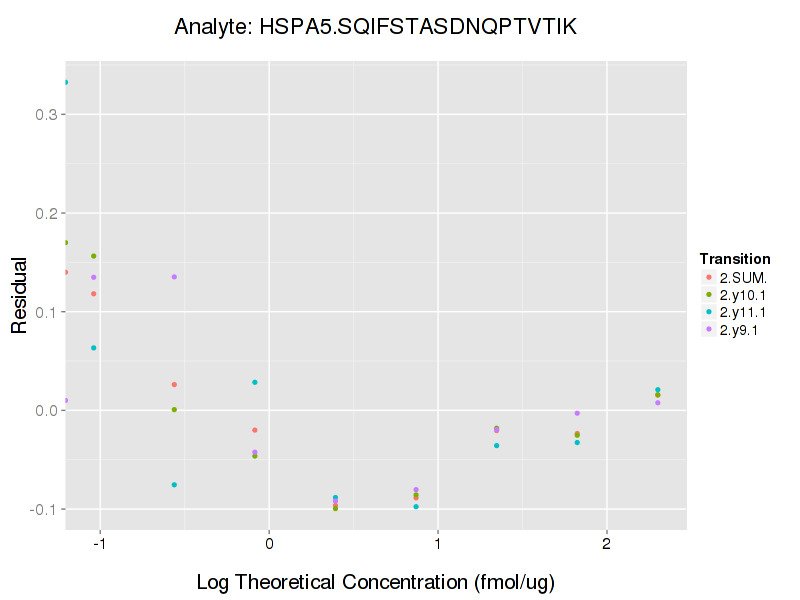 Analyte: HSPA5.SQIFSTASDNQPTVTIK
Residual
0.3
0.2
0.1
0.0
-0.1
-1
0
1
2
Log Theoretical Concentration (fmol/ug)
Transition
2.SUM.
2.y10.1
2.y11.1
2.y9.1